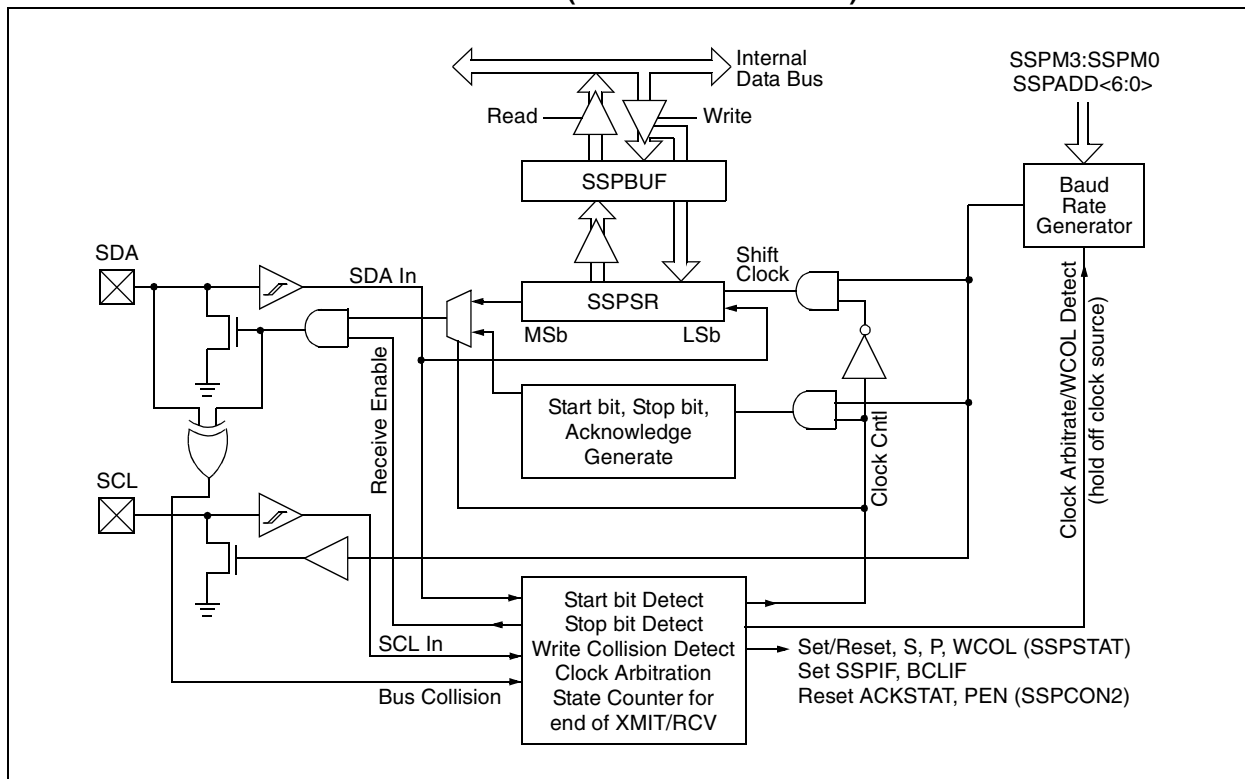 Internal
Data Bus
SSPM3:SSPM0
SSPADD<6:0>
Read
Write
SSPBUF
Baud
Rate
Generator
SDA
SDA In
Shift
Clock
SSPSR
MSb
LSb
Start bit, Stop bit,
Acknowledge
Generate
Receive Enable
Clock Cntl
Clock Arbitrate/WCOL Detect
(hold off clock source)
SCL
SCL In
Bus Collision
Start bit Detect
Stop bit Detect
Write Collision Detect
Clock Arbitration
State Counter for
end of XMIT/RCV
Set/Reset, S, P, WCOL (SSPSTAT)
Set SSPIF, BCLIF
Reset ACKSTAT, PEN (SSPCON2)